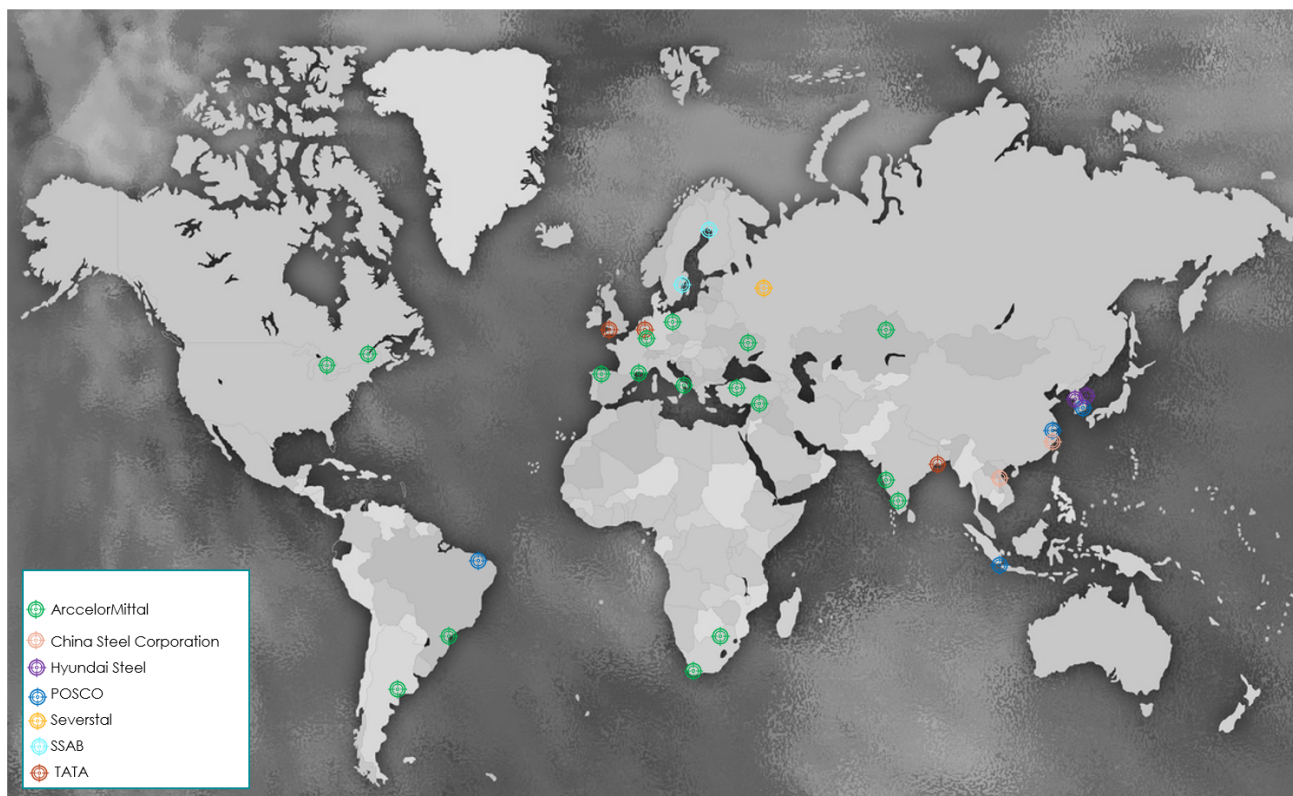 ArccelorMittal
China Steel Corporation
Hyundai Steel
POSCO
Severstal
SSAB
TATA